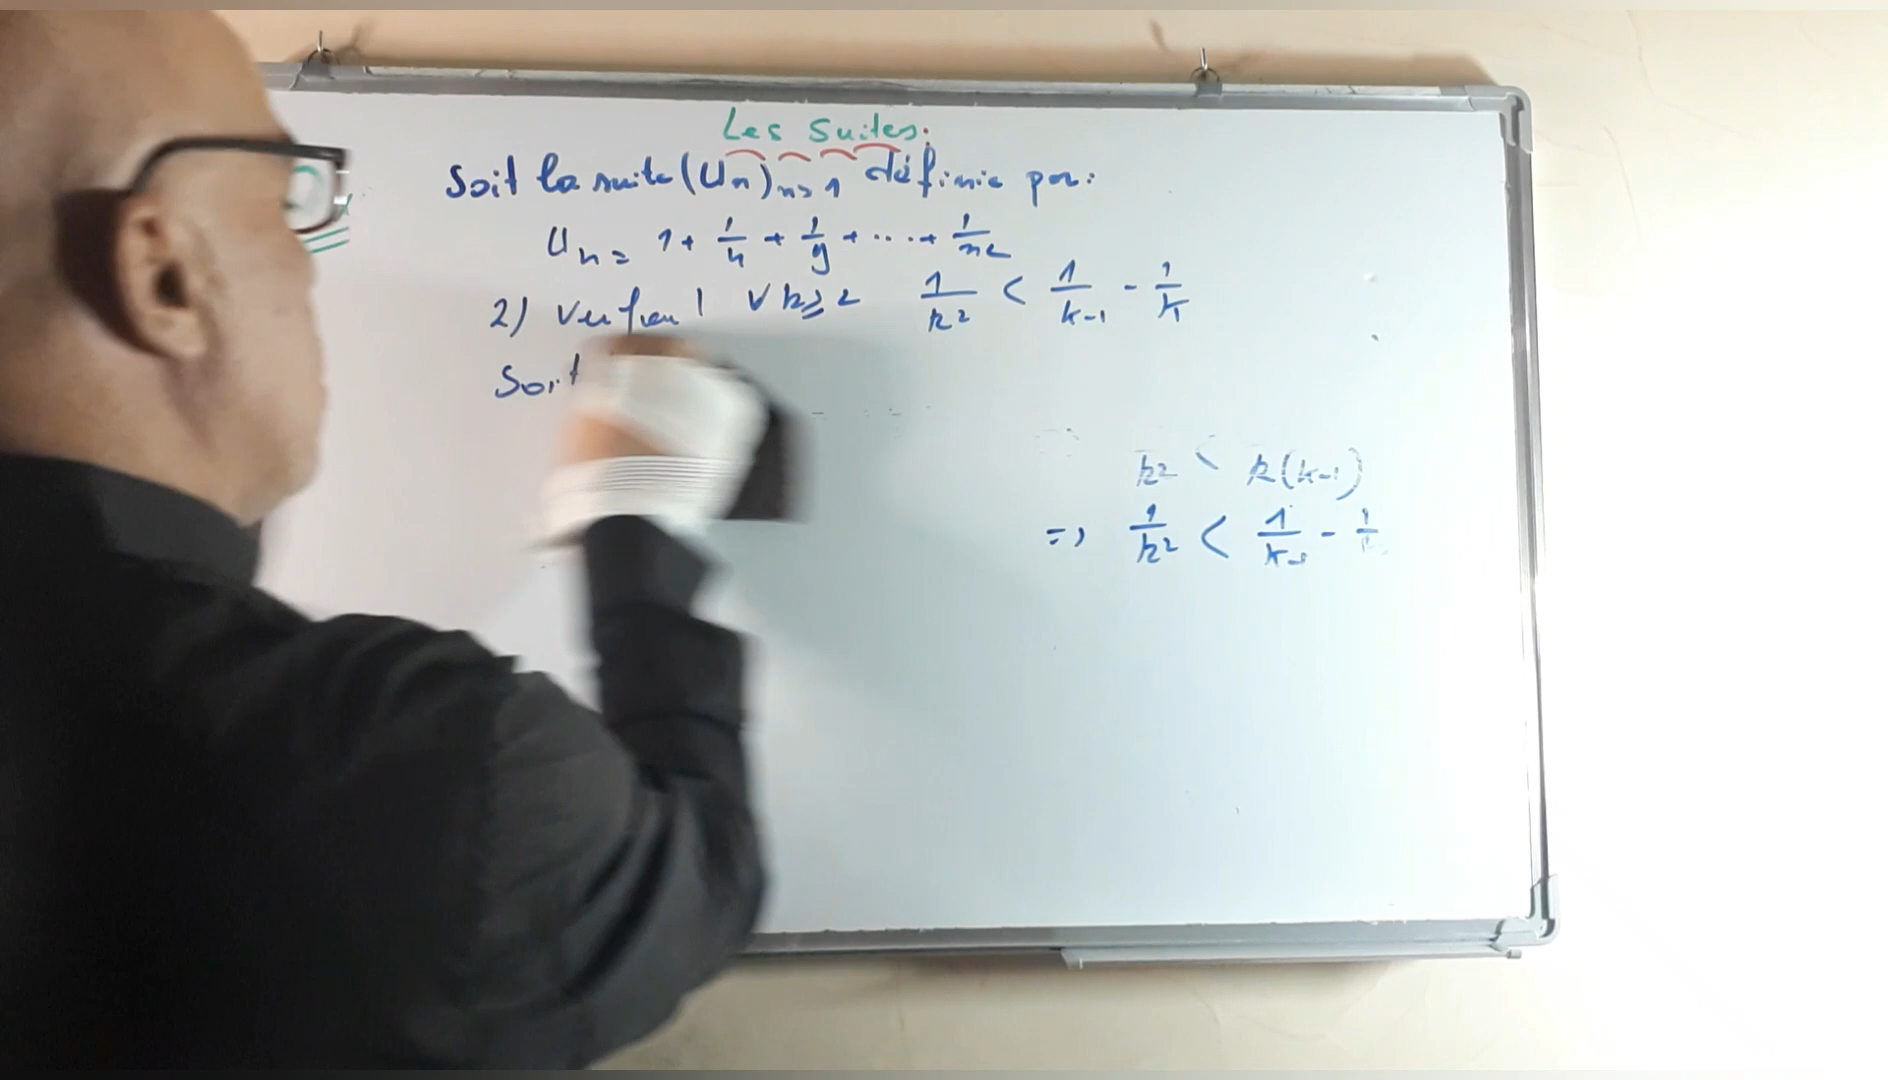 Les Suites.
Soit la suite (Un)n≥1 définie par:
Un = 1 + 1/4 + 1/9 + ... + 1/n2
2) Verfient ∀k≥2 1/k² < 1/k-1 - 1/k
Soit
k² < k(k-1)
=> 1/k² < 1/k-1 - 1/k